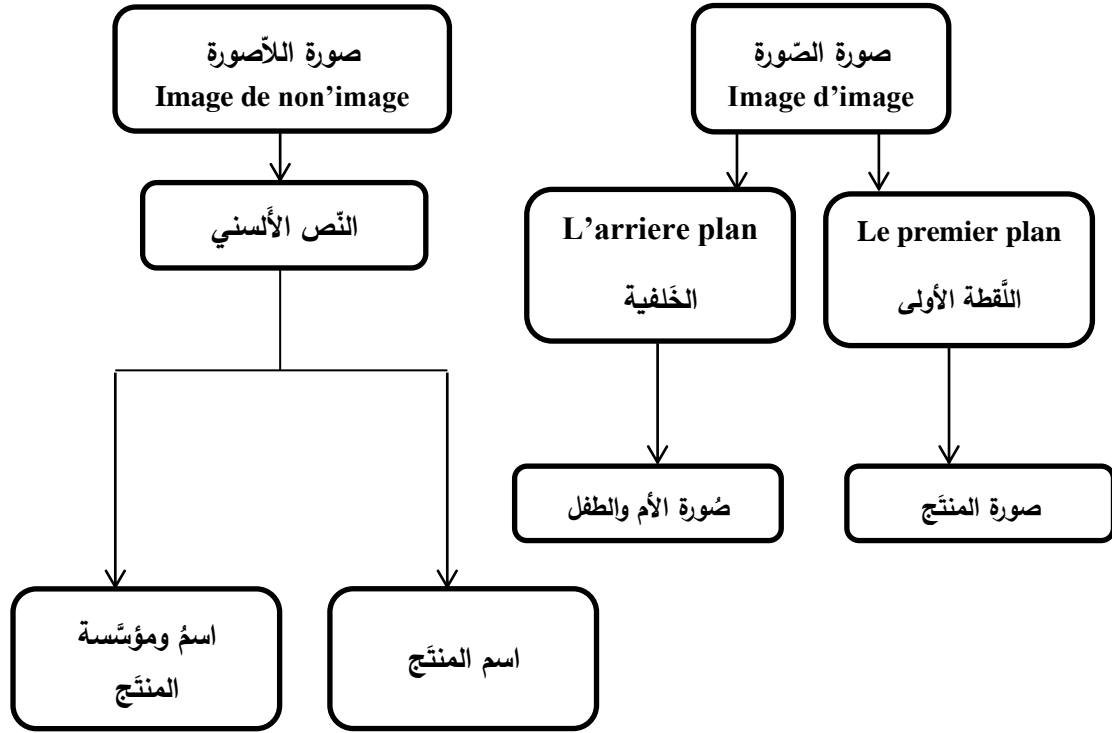 صورة الصّورة
Image d’image
صورة اللاّصورة
Image de non’image
Le premier plan
اللَّقطة الأولى
L’arriere plan
الخَلفية
النّص الأَلسني
صورة المنتَج
صُورة الأم والطفل
اسم المنتَج
اسمُ ومؤسَّسة
المنتَج